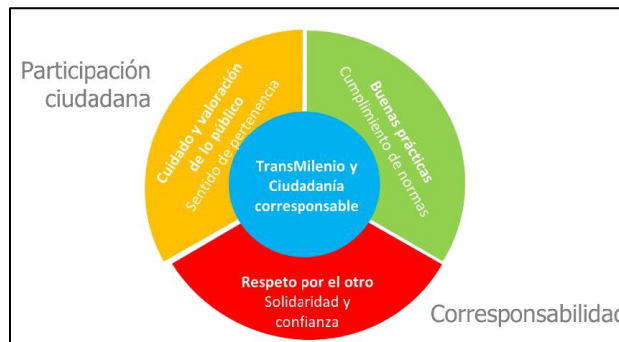 Participación
ciudadana
Cuidado y valoración
de lo público
Sentido de pertenencia
Buenas prácticas
Cumplimiento de normas
TransMilenio y
Ciudadanía
corresponsable
Respeto por el otro
Solidaridad y
confianza
Corresponsabilidad